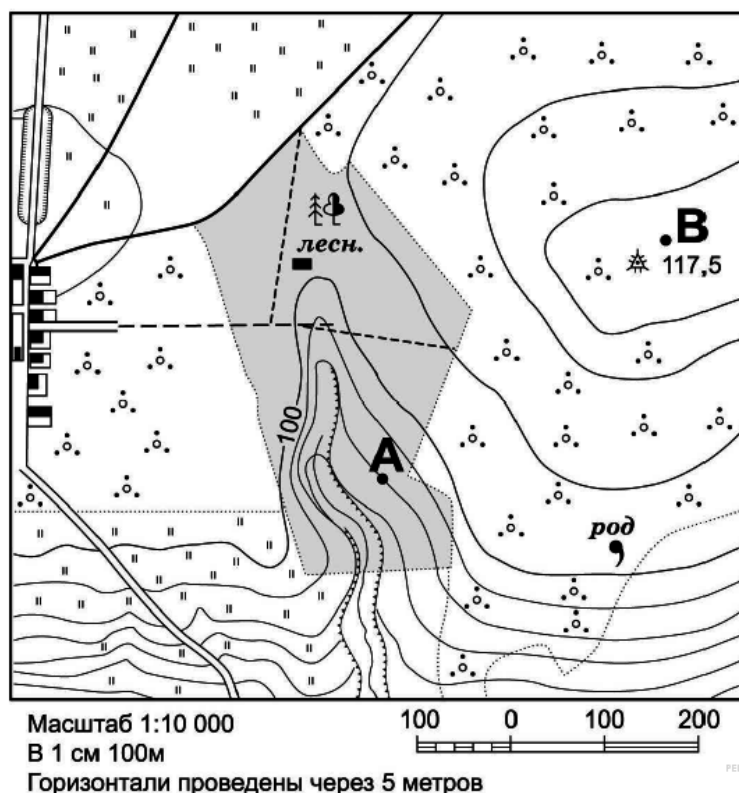 лесн.
В
117,5
100
А
род
Масштаб 1:10 000
В 1 см 100м
Горизонтали проведены через 5 метров
100 0 100 200